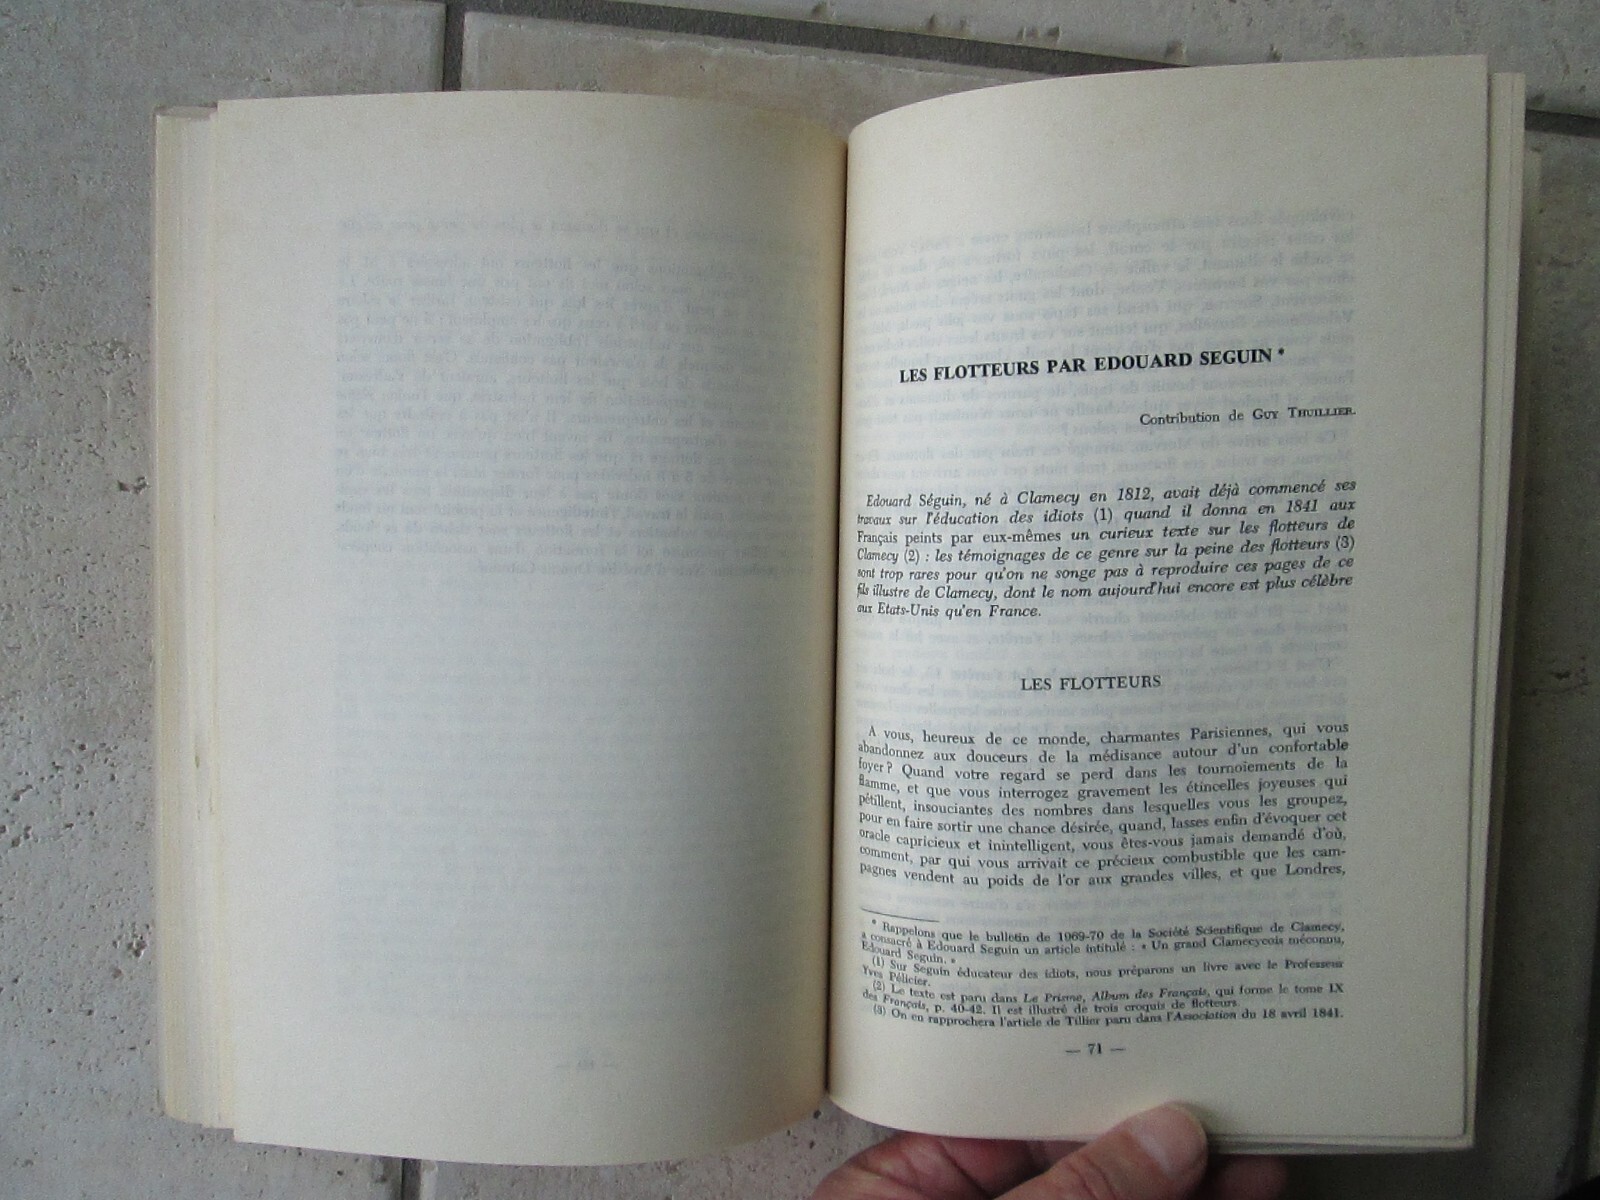 LES FLOTTEURS PAR EDOUARD SEGUIN *
Contribution de GUY THUILLIER.
Edouard Séguin, né à Clamecy en 1812, avait déjà commencé ses
travaux sur l'éducation des idiots (1) quand il donna en 1841 aux
Français peints par eux-mêmes un curieux texte sur les flotteurs de
Clamecy (2) : les témoignages de ce genre sur la peine des flotteurs (3)
sont trop rares pour qu'on ne songe pas à reproduire ces pages de ce
fils illustre de Clamecy, dont le nom aujourd'hui encore est plus célèbre
aux Etats-Unis qu'en France.
LES FLOTTEURS
A vous, heureux de ce monde, charmantes Parisiennes, qui vous
abandonnez aux douceurs de la médisance autour d'un confortable
foyer ? Quand votre regard se perd dans les tournoiements de la
flamme, et que vous interrogez gravement les étincelles joyeuses qui
pétillent, insouciantes des nombres dans lesquelles vous les groupez,
pour en faire sortir une chance désirée, quand, lasses enfin d'évoquer cet
oracle capricieux et inintelligent, vous êtes-vous jamais demandé d'où,
comment, par qui vous arrivait ce précieux combustible que les cam-
pagnes vendent au poids de l'or aux grandes villes, et que Londres,
* Rappelons que le bulletin de 1969-70 de la Société Scientifique de Clamecy,
a consacré à Edouard Seguin un article intitulé : « Un grand Clamecycois méconnu,
Edouard Seguin. »
(1) Sur Seguin éducateur des idiots, nous préparons un livre avec le Professeur
Yves Pélicier.
(2) Le texte est paru dans Le Prisme, Album des Français, qui forme le tome IX
des Français, p. 40-42. Il est illustré de trois croquis de flotteurs.
(3) On en rapprochera l'article de Tillier paru dans l'Association du 18 avril 1841.
— 71 —